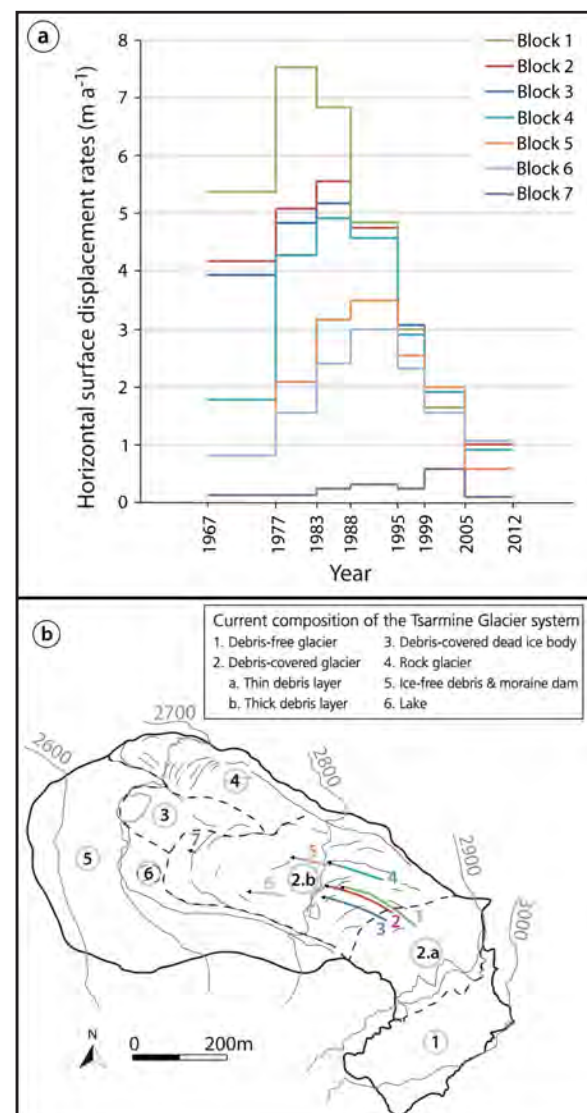 a
Horizontal surface displacement rates (m a⁻¹)
8
7
6
5
4
3
2
1
0
Block 1
Block 2
Block 3
Block 4
Block 5
Block 6
Block 7
1967
1977
1983
1988
1995
1999
2005
2012
Year
b
Current composition of the Tsarmine Glacier system
1. Debris-free glacier
2. Debris-covered glacier
a. Thin debris layer
b. Thick debris layer
3. Debris-covered dead ice body
4. Rock glacier
5. Ice-free debris & moraine dam
6. Lake
2600
2700
2800
2900
3000
4
3
7
5
6
5
2.b
4
6
1
2
3
2.a
1
N
0
200m